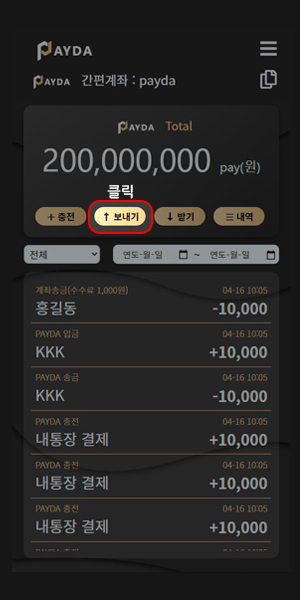 PAYDA
PAYDA 간편계좌 : payda
PAYDA Total
200,000,000 pay(원)
클릭
+ 충전 ↑ 보내기 ↓ 받기 ☰ 내역
전체 연도-월-일 ~ 연도-월-일
계좌송금(수수료 1,000원) 04-16 10:05
홍길동 -10,000
PAYDA 입금 04-16 10:05
KKK +10,000
PAYDA 송금 04-16 10:05
KKK -10,000
PAYDA 충전 04-16 10:05
내통장 결제 +10,000
PAYDA 충전 04-16 10:05
내통장 결제 +10,000
PAYDA 충전 04-16 10:05
내통장 결제 +10,000